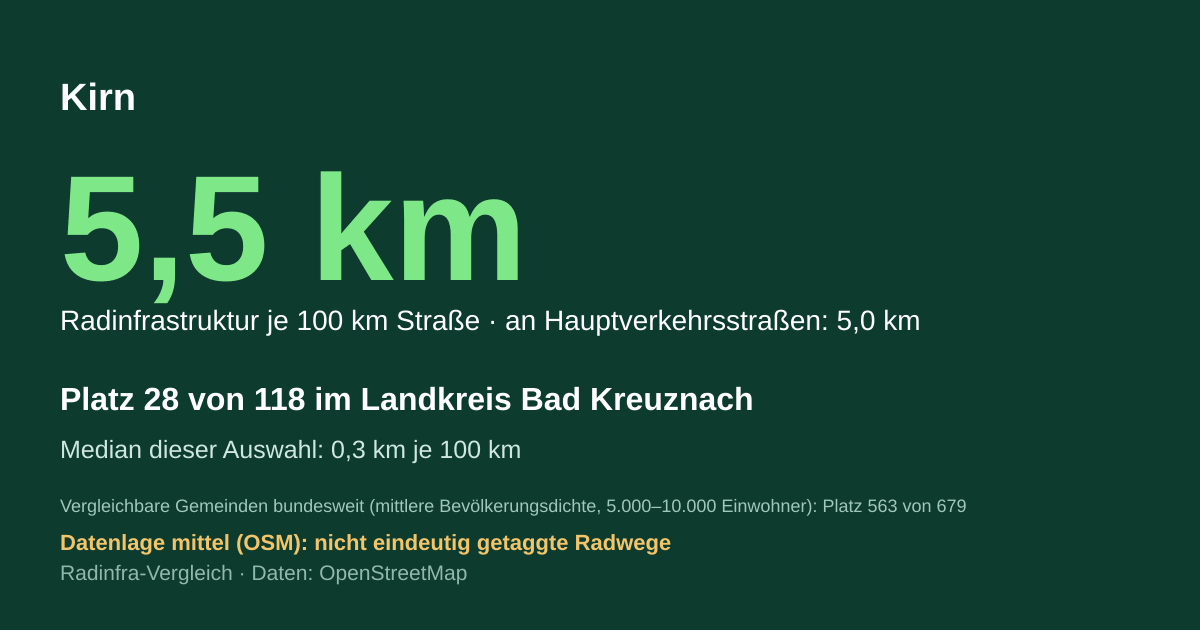 Kirn
5,5 km
Radinfrastruktur je 100 km Straße · an Hauptverkehrsstraßen: 5,0 km
Platz 28 von 118 im Landkreis Bad Kreuznach
Median dieser Auswahl: 0,3 km je 100 km
Vergleichbare Gemeinden bundesweit (mittlere Bevölkerungsdichte, 5.000–10.000 Einwohner): Platz 563 von 679
Datenlage mittel (OSM): nicht eindeutig getaggte Radwege
Radinfra-Vergleich · Daten: OpenStreetMap